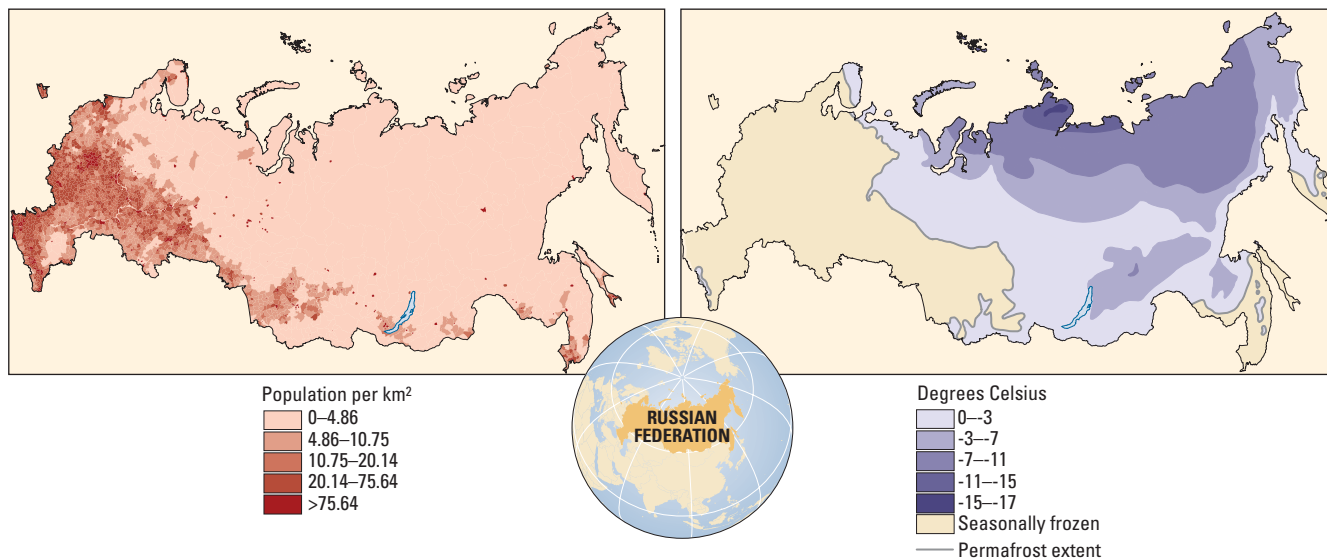 Population per km²
0–4.86
4.86–10.75
10.75–20.14
20.14–75.64
>75.64
RUSSIAN
FEDERATION
Degrees Celsius
0–-3
-3–-7
-7–-11
-11–-15
-15–-17
Seasonally frozen
Permafrost extent